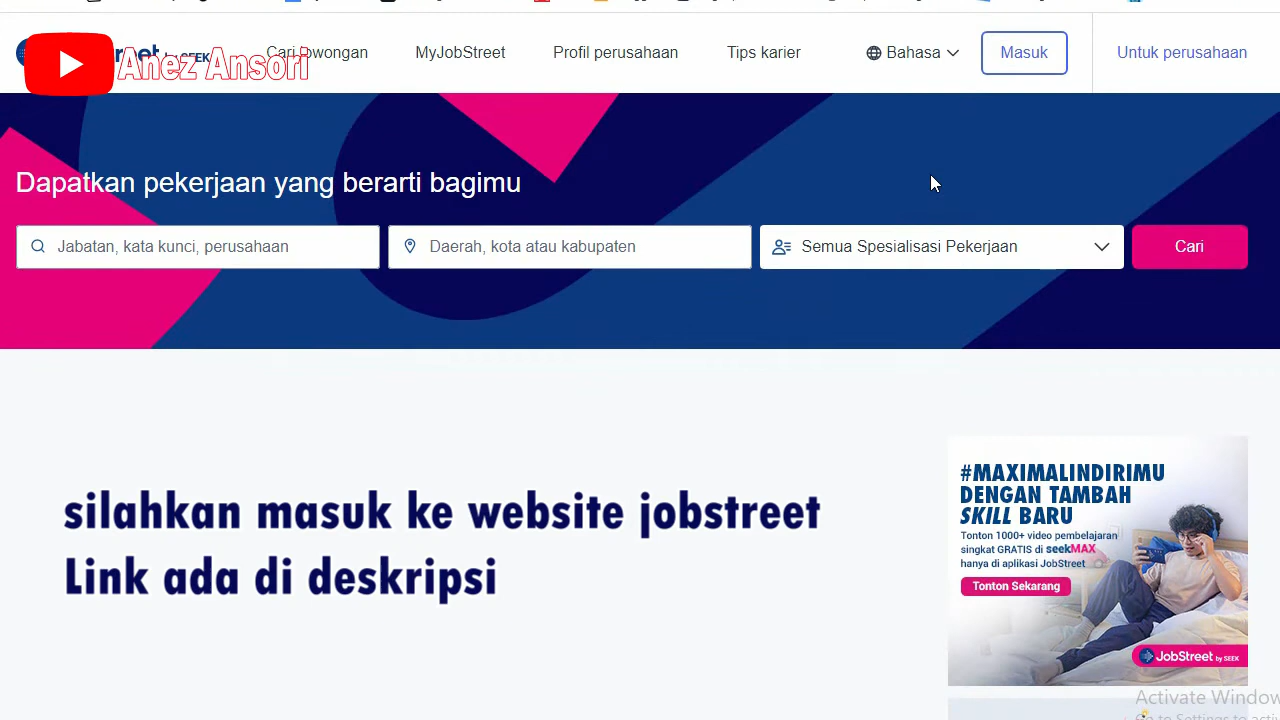 by SEEK
Anez Ansori
Cari lowongan
MyJobStreet
Profil perusahaan
Tips karier
Bahasa
Masuk
Untuk perusahaan
Dapatkan pekerjaan yang berarti bagimu
Jabatan, kata kunci, perusahaan
Daerah, kota atau kabupaten
Semua Spesialisasi Pekerjaan
Cari
silahkan masuk ke website jobstreet
Link ada di deskripsi
#MAXIMALINDIRIMU
DENGAN TAMBAH
SKILL BARU
Tonton 1000+ video pembelajaran
singkat GRATIS di seekMAX
hanya di aplikasi JobStreet
Tonton Sekarang
JobStreet by SEEK
Activate Window